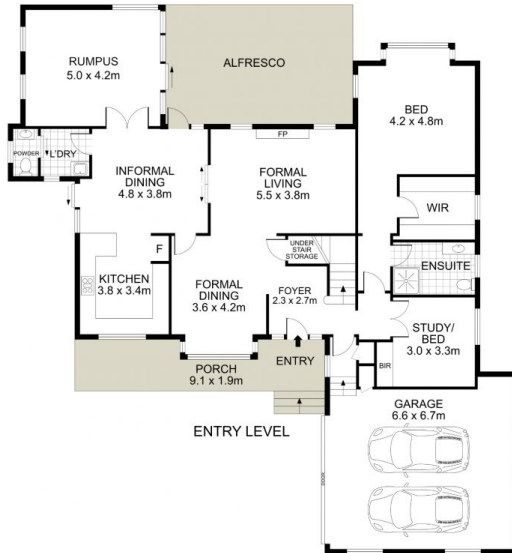 RUMPUS
5.0 x 4.2m
ALFRESCO
BED
4.2 x 4.8m
FP
POWDER
L'DRY
INFORMAL
DINING
4.8 x 3.8m
FORMAL
LIVING
5.5 x 3.8m
WIR
UNDER
STAIR
STORAGE
F
ENSUITE
KITCHEN
3.8 x 3.4m
FORMAL
DINING
3.6 x 4.2m
FOYER
2.3 x 2.7m
STUDY/
BED
3.0 x 3.3m
BIR
PORCH
9.1 x 1.9m
ENTRY
GARAGE
6.6 x 6.7m
ENTRY LEVEL
DOOR